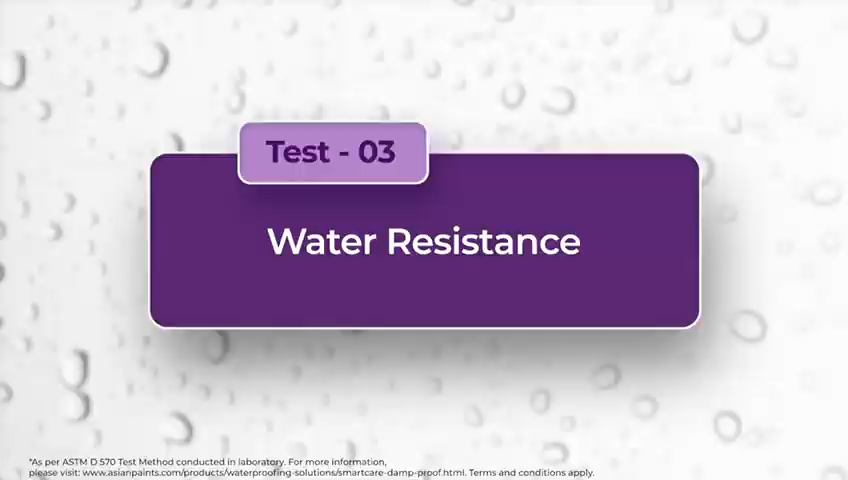 Test - 03
Water Resistance
*As per ASTM D 570 Test Method conducted in laboratory. For more information,
please visit: www.asianpaints.com/products/waterproofing-solutions/smartcare-damp-proof.html. Terms and conditions apply.